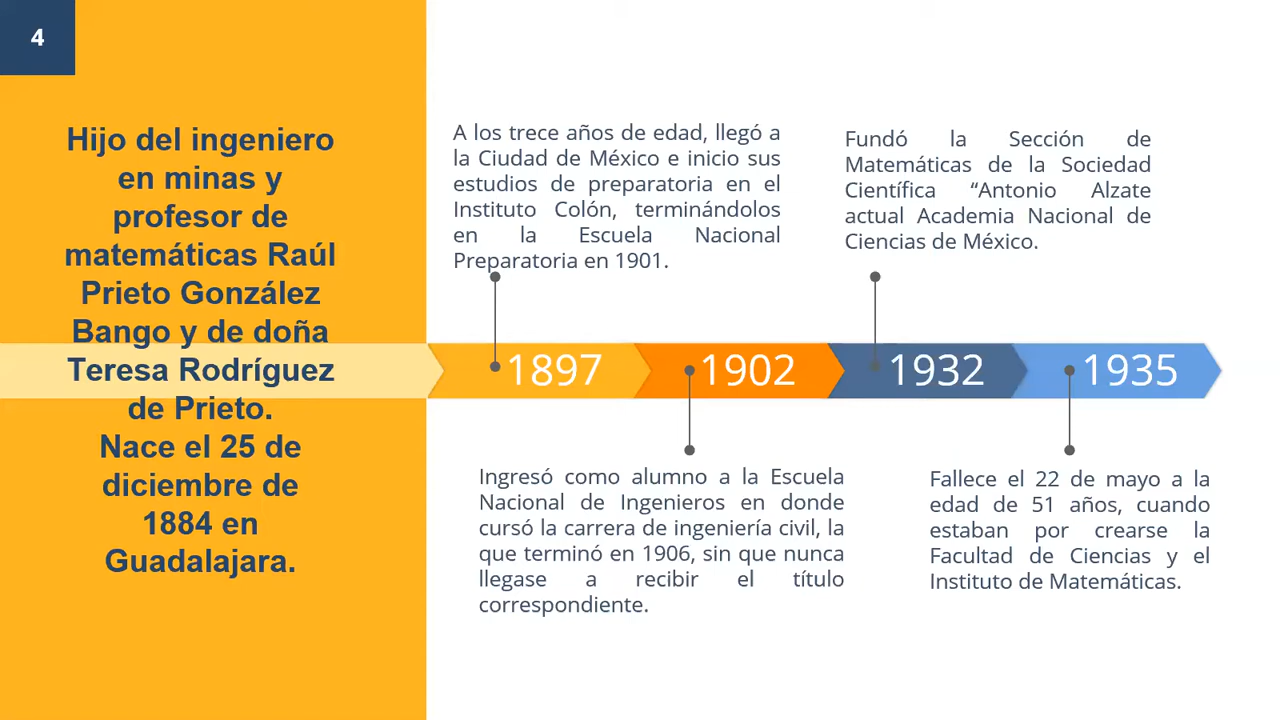 4
Hijo del ingeniero
en minas y
profesor de
matemáticas Raúl
Prieto González
Bango y de doña
Teresa Rodríguez
de Prieto.
Nace el 25 de
diciembre de
1884 en
Guadalajara.
A los trece años de edad, llegó a
la Ciudad de México e inicio sus
estudios de preparatoria en el
Instituto Colón, terminándolos
en la Escuela Nacional
Preparatoria en 1901.
Fundó la Sección de
Matemáticas de la Sociedad
Científica “Antonio Alzate
actual Academia Nacional de
Ciencias de México.
1897
1902
1932
1935
Ingresó como alumno a la Escuela
Nacional de Ingenieros en donde
cursó la carrera de ingeniería civil, la
que terminó en 1906, sin que nunca
llegase a recibir el título
correspondiente.
Fallece el 22 de mayo a la
edad de 51 años, cuando
estaban por crearse la
Facultad de Ciencias y el
Instituto de Matemáticas.